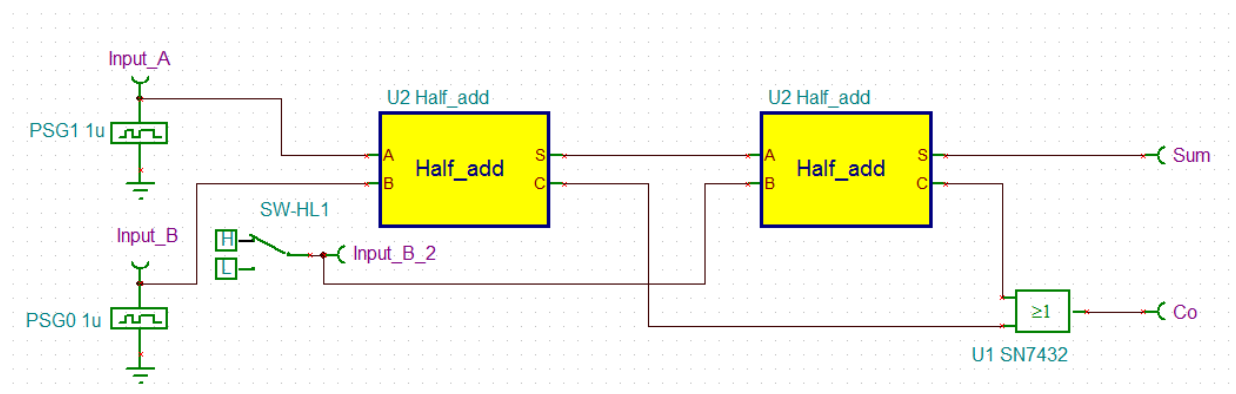 Input_A
PSG1 1u
U2 Half_add
A
B
Half_add
S
C
U2 Half_add
A
B
Half_add
S
C
Sum
SW-HL1
Input_B
H
L
Input_B_2
PSG0 1u
≥1
Co
U1 SN7432